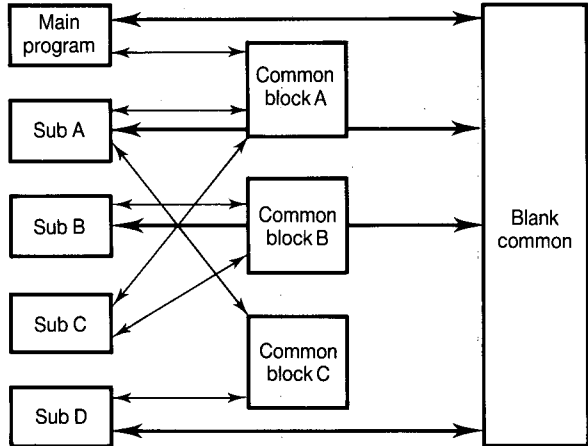 Main
program
Sub A
Sub B
Sub C
Sub D
Common
block A
Common
block B
Common
block C
Blank
common